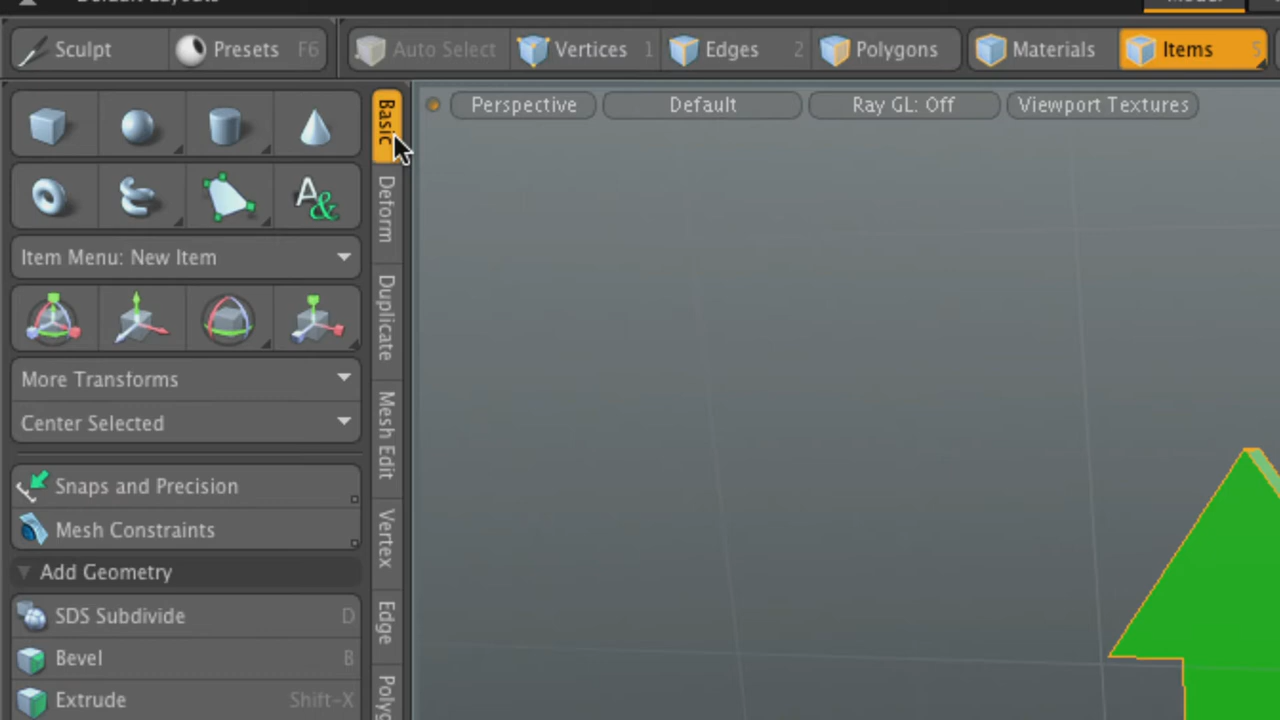 Sculpt
Presets F6
Auto Select
Vertices 1
Edges 2
Polygons
Materials
Items 5
Perspective
Default
Ray GL: Off
Viewport Textures
Basic
Deform
Duplicate
Mesh Edit
Vertex
Edge
A&
Item Menu: New Item
More Transforms
Center Selected
Snaps and Precision
Mesh Constraints
Add Geometry
SDS Subdivide D
Bevel B
Extrude Shift-X